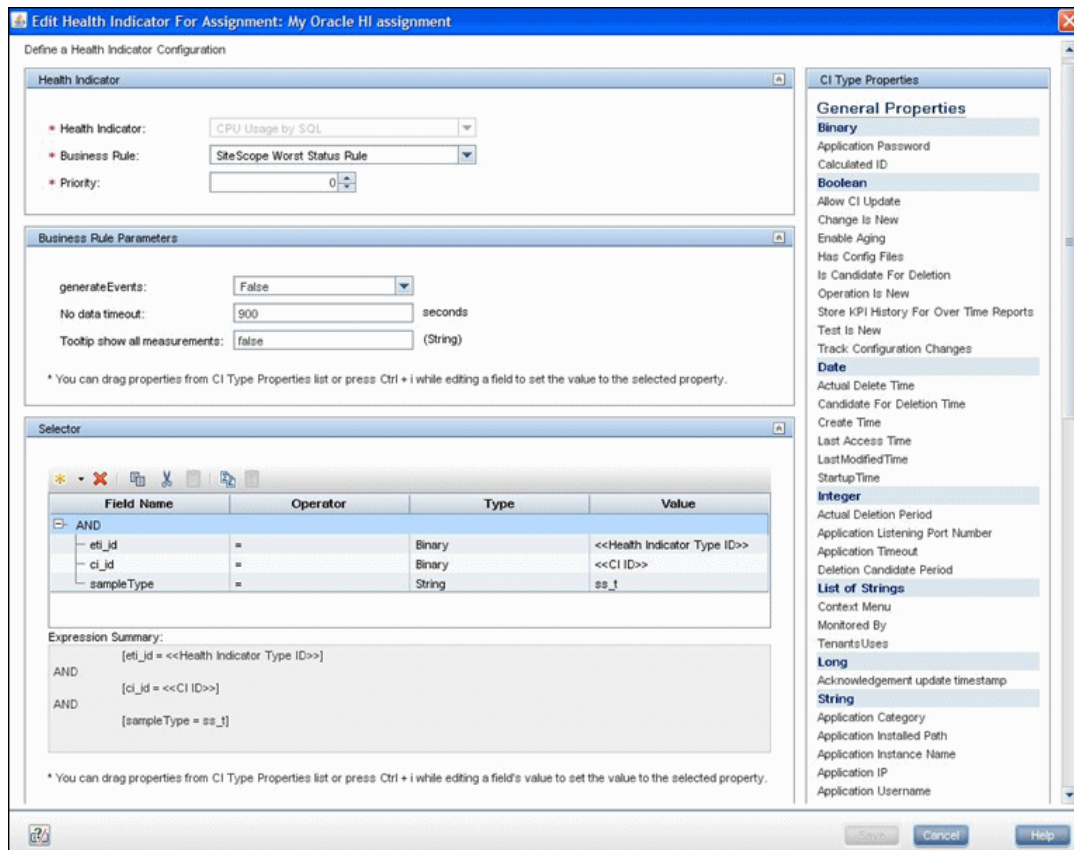 Edit Health Indicator For Assignment: My Oracle HI assignment
Define a Health Indicator Configuration
Health Indicator
* Health Indicator: CPU Usage by SQL
* Business Rule: SiteScope Worst Status Rule
* Priority: 0
Business Rule Parameters
generateEvents: False
No data timeout: 900 seconds
Tooltip show all measurements: false (String)
* You can drag properties from CI Type Properties list or press Ctrl + i while editing a field to set the value to the selected property.
Selector
Field Name Operator Type Value
AND
eti_id = Binary <<Health Indicator Type ID>>
ci_id = Binary <<CI ID>>
sampleType = String ss_t
Expression Summary:
[eti_id = <<Health Indicator Type ID>>]
AND
[ci_id = <<CI ID>>]
AND
[sampleType = ss_t]
* You can drag properties from CI Type Properties list or press Ctrl + i while editing a field's value to set the value to the selected property.
CI Type Properties
General Properties
Binary
Application Password
Calculated ID
Boolean
Allow CI Update
Change Is New
Enable Aging
Has Config Files
Is Candidate For Deletion
Operation Is New
Store KPI History For Over Time Reports
Test Is New
Track Configuration Changes
Date
Actual Delete Time
Candidate For Deletion Time
Create Time
Last Access Time
LastModifiedTime
StartupTime
Integer
Actual Deletion Period
Application Listening Port Number
Application Timeout
Deletion Candidate Period
List of Strings
Context Menu
Monitored By
TenantsUses
Long
Acknowledgement update timestamp
String
Application Category
Application Installed Path
Application Instance Name
Application IP
Application Username
Save Cancel Help